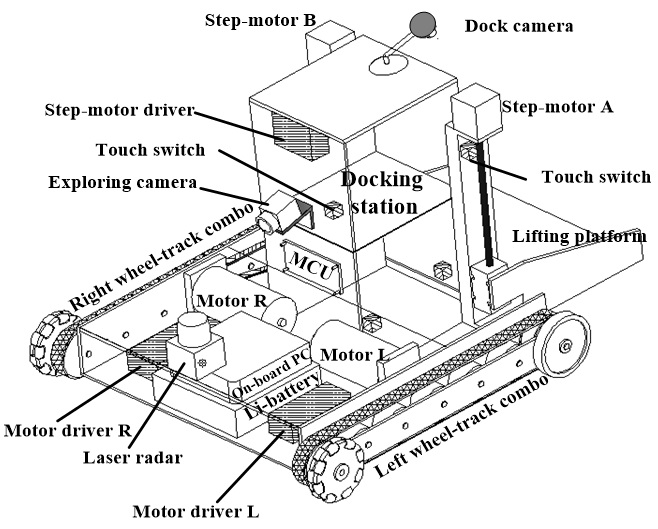 Step-motor B
Dock camera
Step-motor driver
Step-motor A
Touch switch
Exploring camera
Docking
station
Touch switch
Right wheel-track combo
Lifting platform
MCU
Motor R
Motor L
On-board PC
Li-battery
Motor driver R
Laser radar
Left wheel-track combo
Motor driver L